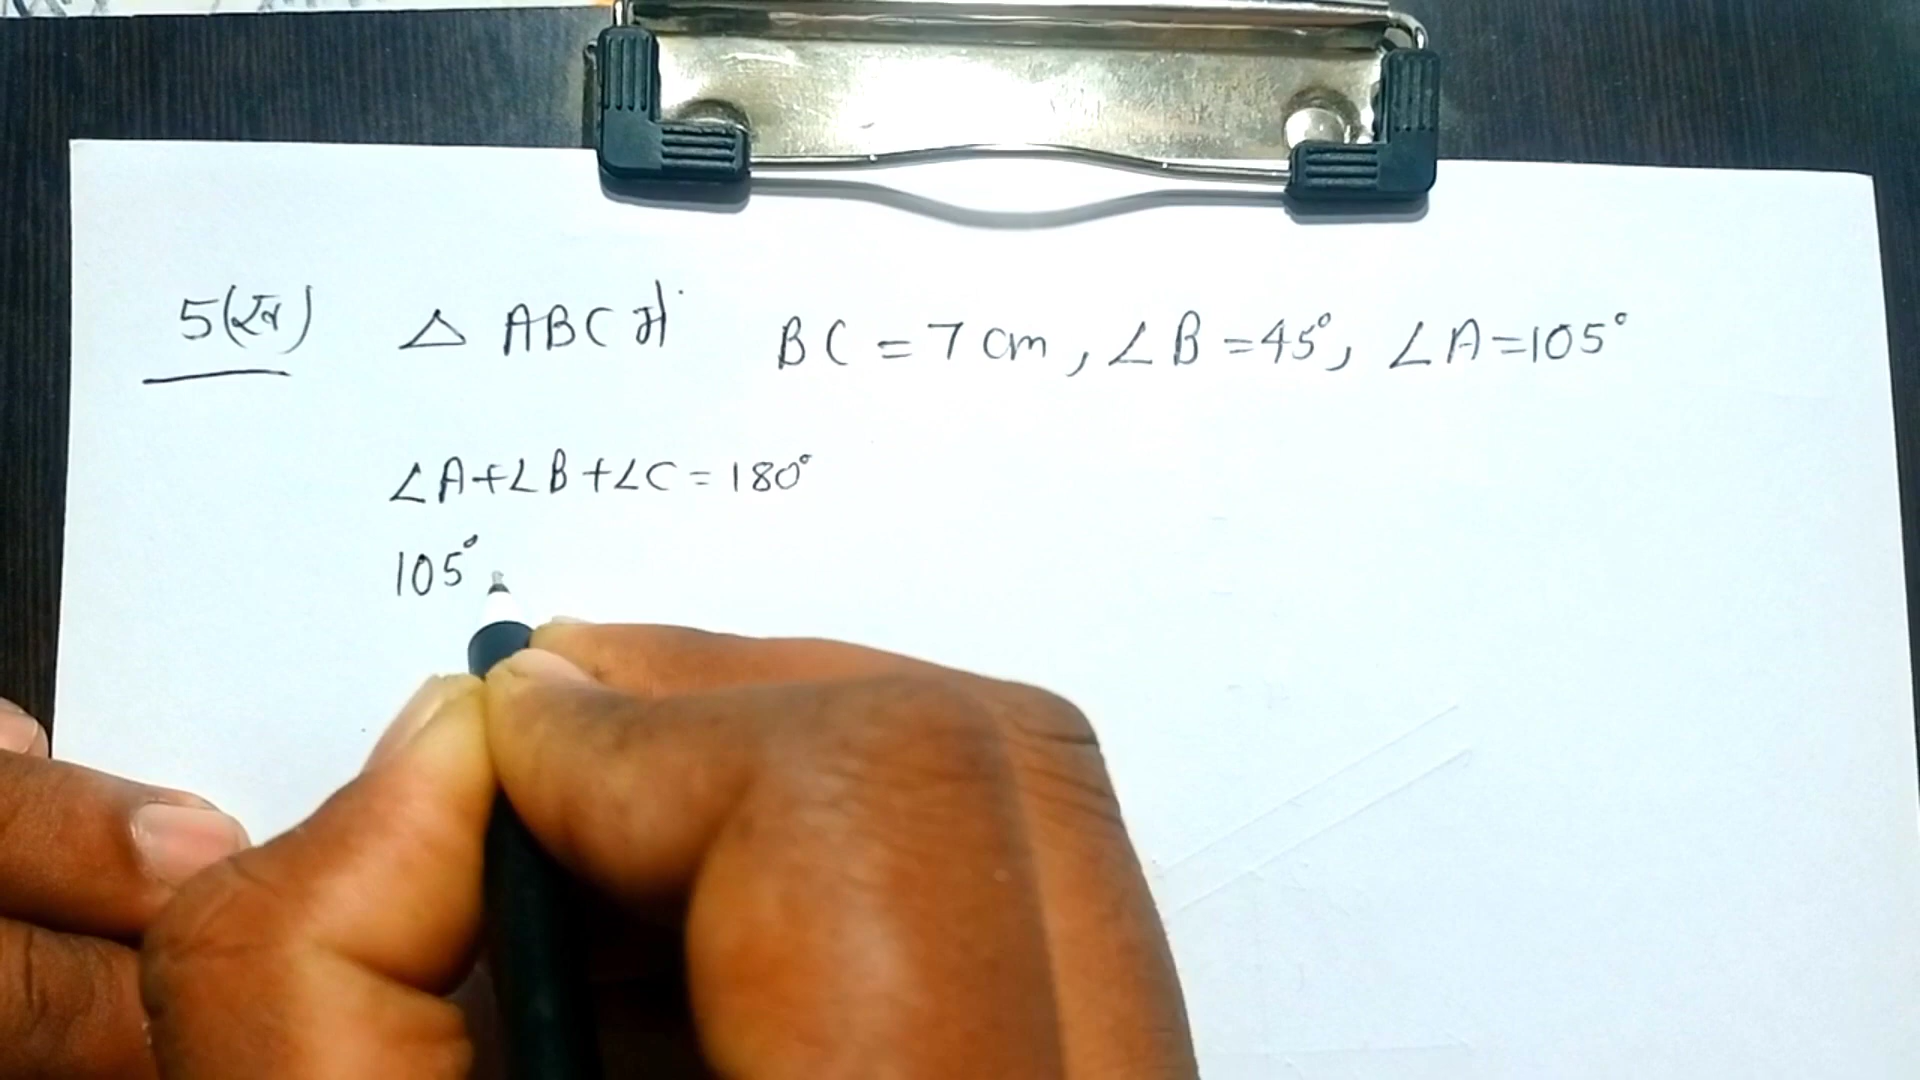 5(ख) △ ABC में BC = 7 cm, ∠B = 45°, ∠A = 105°
∠A + ∠B + ∠C = 180°
105°